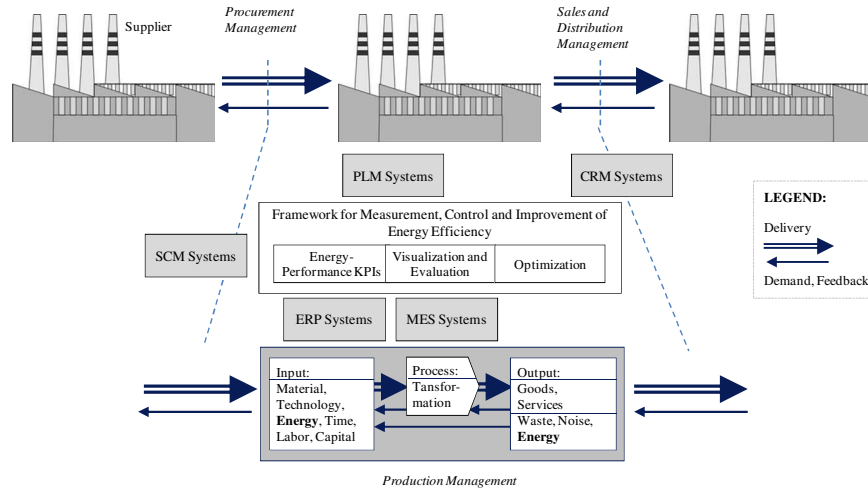 Supplier
Procurement
Management
Sales and
Distribution
Management
PLM Systems
CRM Systems
SCM Systems
Framework for Measurement, Control and Improvement of
Energy Efficiency
Energy-
Performance KPIs
Visualization and
Evaluation
Optimization
ERP Systems
MES Systems
LEGEND:
Delivery
Demand, Feedback
Input:
Material,
Technology,
Energy, Time,
Labor, Capital
Process:
Tansfor-
mation
Output:
Goods,
Services
Waste, Noise,
Energy
Production Management